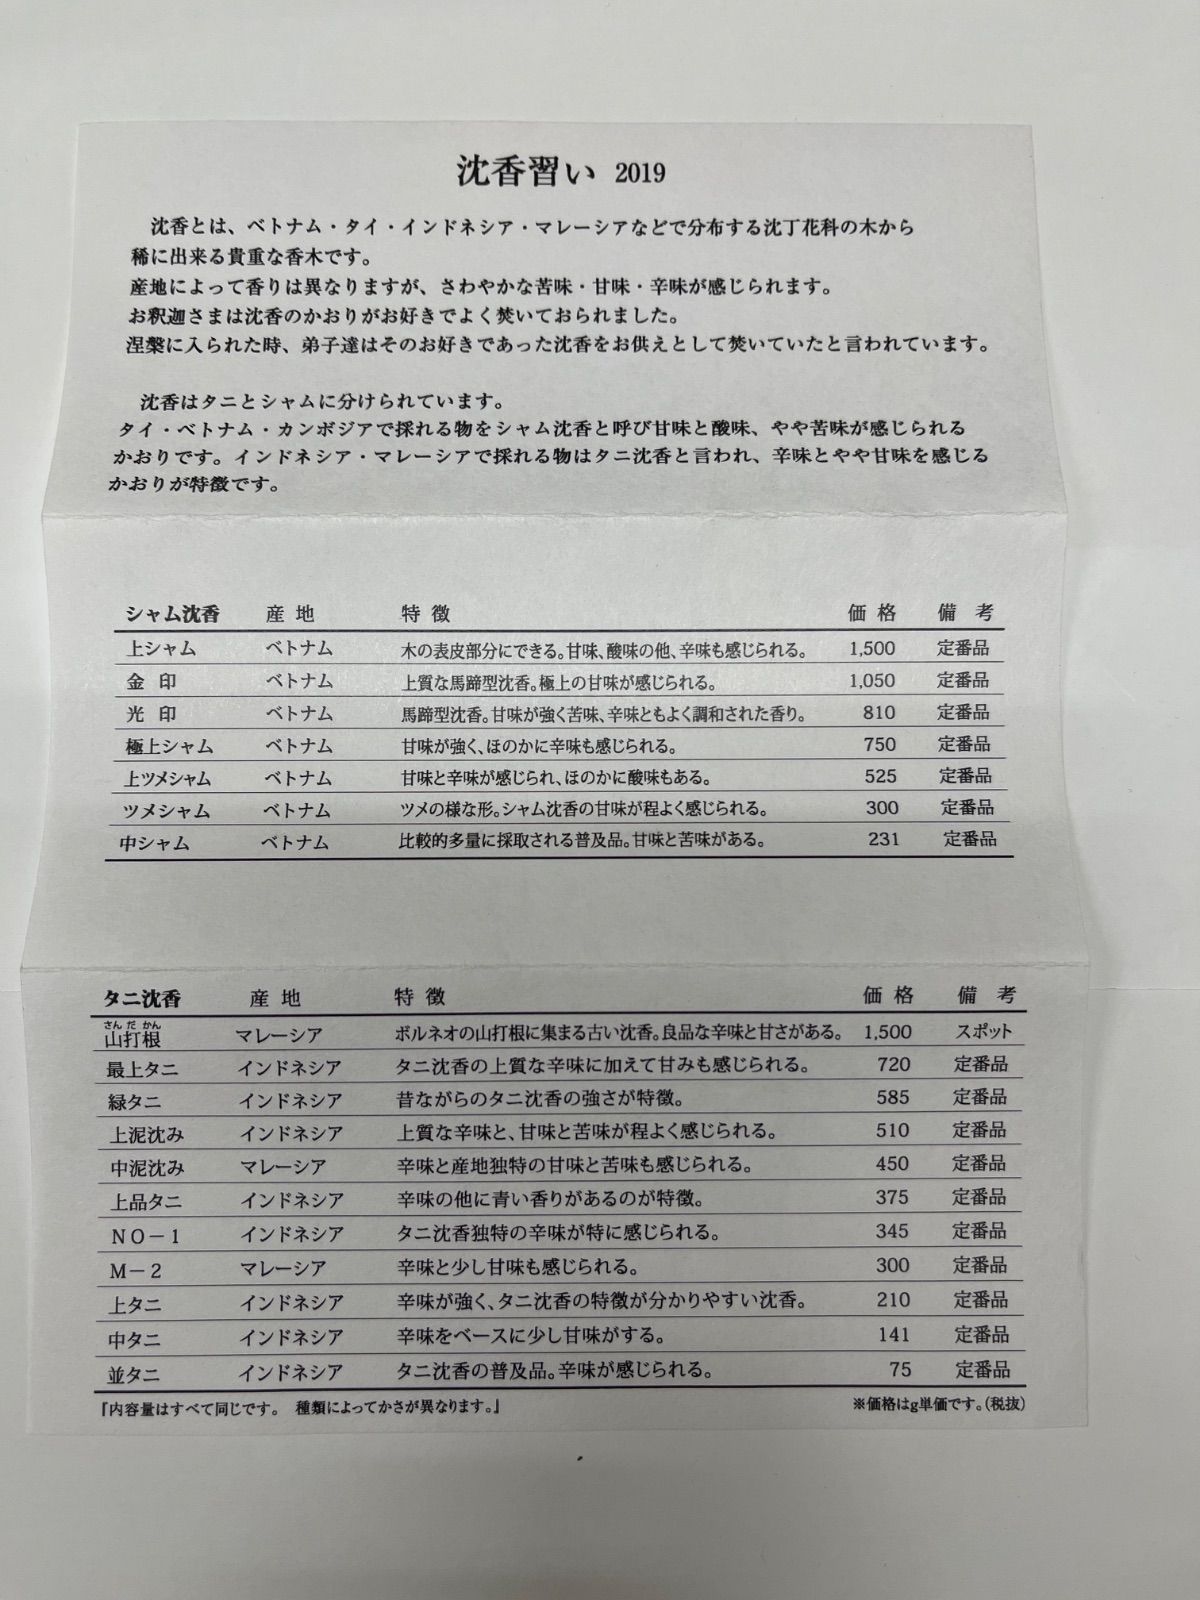 沈香習い 2019
沈香とは、ベトナム・タイ・インドネシア・マレーシアなどで分布する沈丁花科の木から
稀に出来る貴重な香木です。
産地によって香りは異なりますが、さわやかな苦味・甘味・辛味が感じられます。
お釈迦さまは沈香のかおりがお好きでよく焚いておられました。
涅槃に入られた時、弟子達はそのお好きであった沈香をお供えとして焚いていたと言われています。
沈香はタニとシャムに分けられています。
タイ・ベトナム・カンボジアで採れる物をシャム沈香と呼び甘味と酸味、やや苦味が感じられる
かおりです。インドネシア・マレーシアで採れる物はタニ沈香と言われ、辛味とやや甘味を感じる
かおりが特徴です。
シャム沈香 産地 特徴 価格 備考
上シャム ベトナム 木の表皮部分にできる。甘味、酸味の他、辛味も感じられる。 1,500 定番品
金印 ベトナム 上質な馬蹄型沈香。極上の甘味が感じられる。 1,050 定番品
光印 ベトナム 馬蹄型沈香。甘味が強く苦味、辛味ともよく調和された香り。 810 定番品
極上シャム ベトナム 甘味が強く、ほのかに辛味も感じられる。 750 定番品
上ツメシャム ベトナム 甘味と辛味が感じられ、ほのかに酸味もある。 525 定番品
ツメシャム ベトナム ツメの様な形。シャム沈香の甘味が程よく感じられる。 300 定番品
中シャム ベトナム 比較的多量に採取される普及品。甘味と苦味がある。 231 定番品
タニ沈香 産地 特徴 価格 備考
さんだかん
山打根 マレーシア ボルネオの山打根に集まる古い沈香。良品な辛味と甘さがある。 1,500 スポット
最上タニ インドネシア タニ沈香の上質な辛味に加えて甘みも感じられる。 720 定番品
緑タニ インドネシア 昔ながらのタニ沈香の強さが特徴。 585 定番品
上泥沈み インドネシア 上質な辛味と、甘味と苦味が程よく感じられる。 510 定番品
中泥沈み マレーシア 辛味と産地独特の甘味と苦味も感じられる。 450 定番品
上品タニ インドネシア 辛味の他に青い香りがあるのが特徴。 375 定番品
NO-1 インドネシア タニ沈香独特の辛味が特に感じられる。 345 定番品
M-2 マレーシア 辛味と少し甘味も感じられる。 300 定番品
上タニ インドネシア 辛味が強く、タニ沈香の特徴が分かりやすい沈香。 210 定番品
中タニ インドネシア 辛味をベースに少し甘味がする。 141 定番品
並タニ インドネシア タニ沈香の普及品。辛味が感じられる。 75 定番品
「内容量はすべて同じです。 種類によってかさが異なります。」 ※価格はg単価です。(税抜)